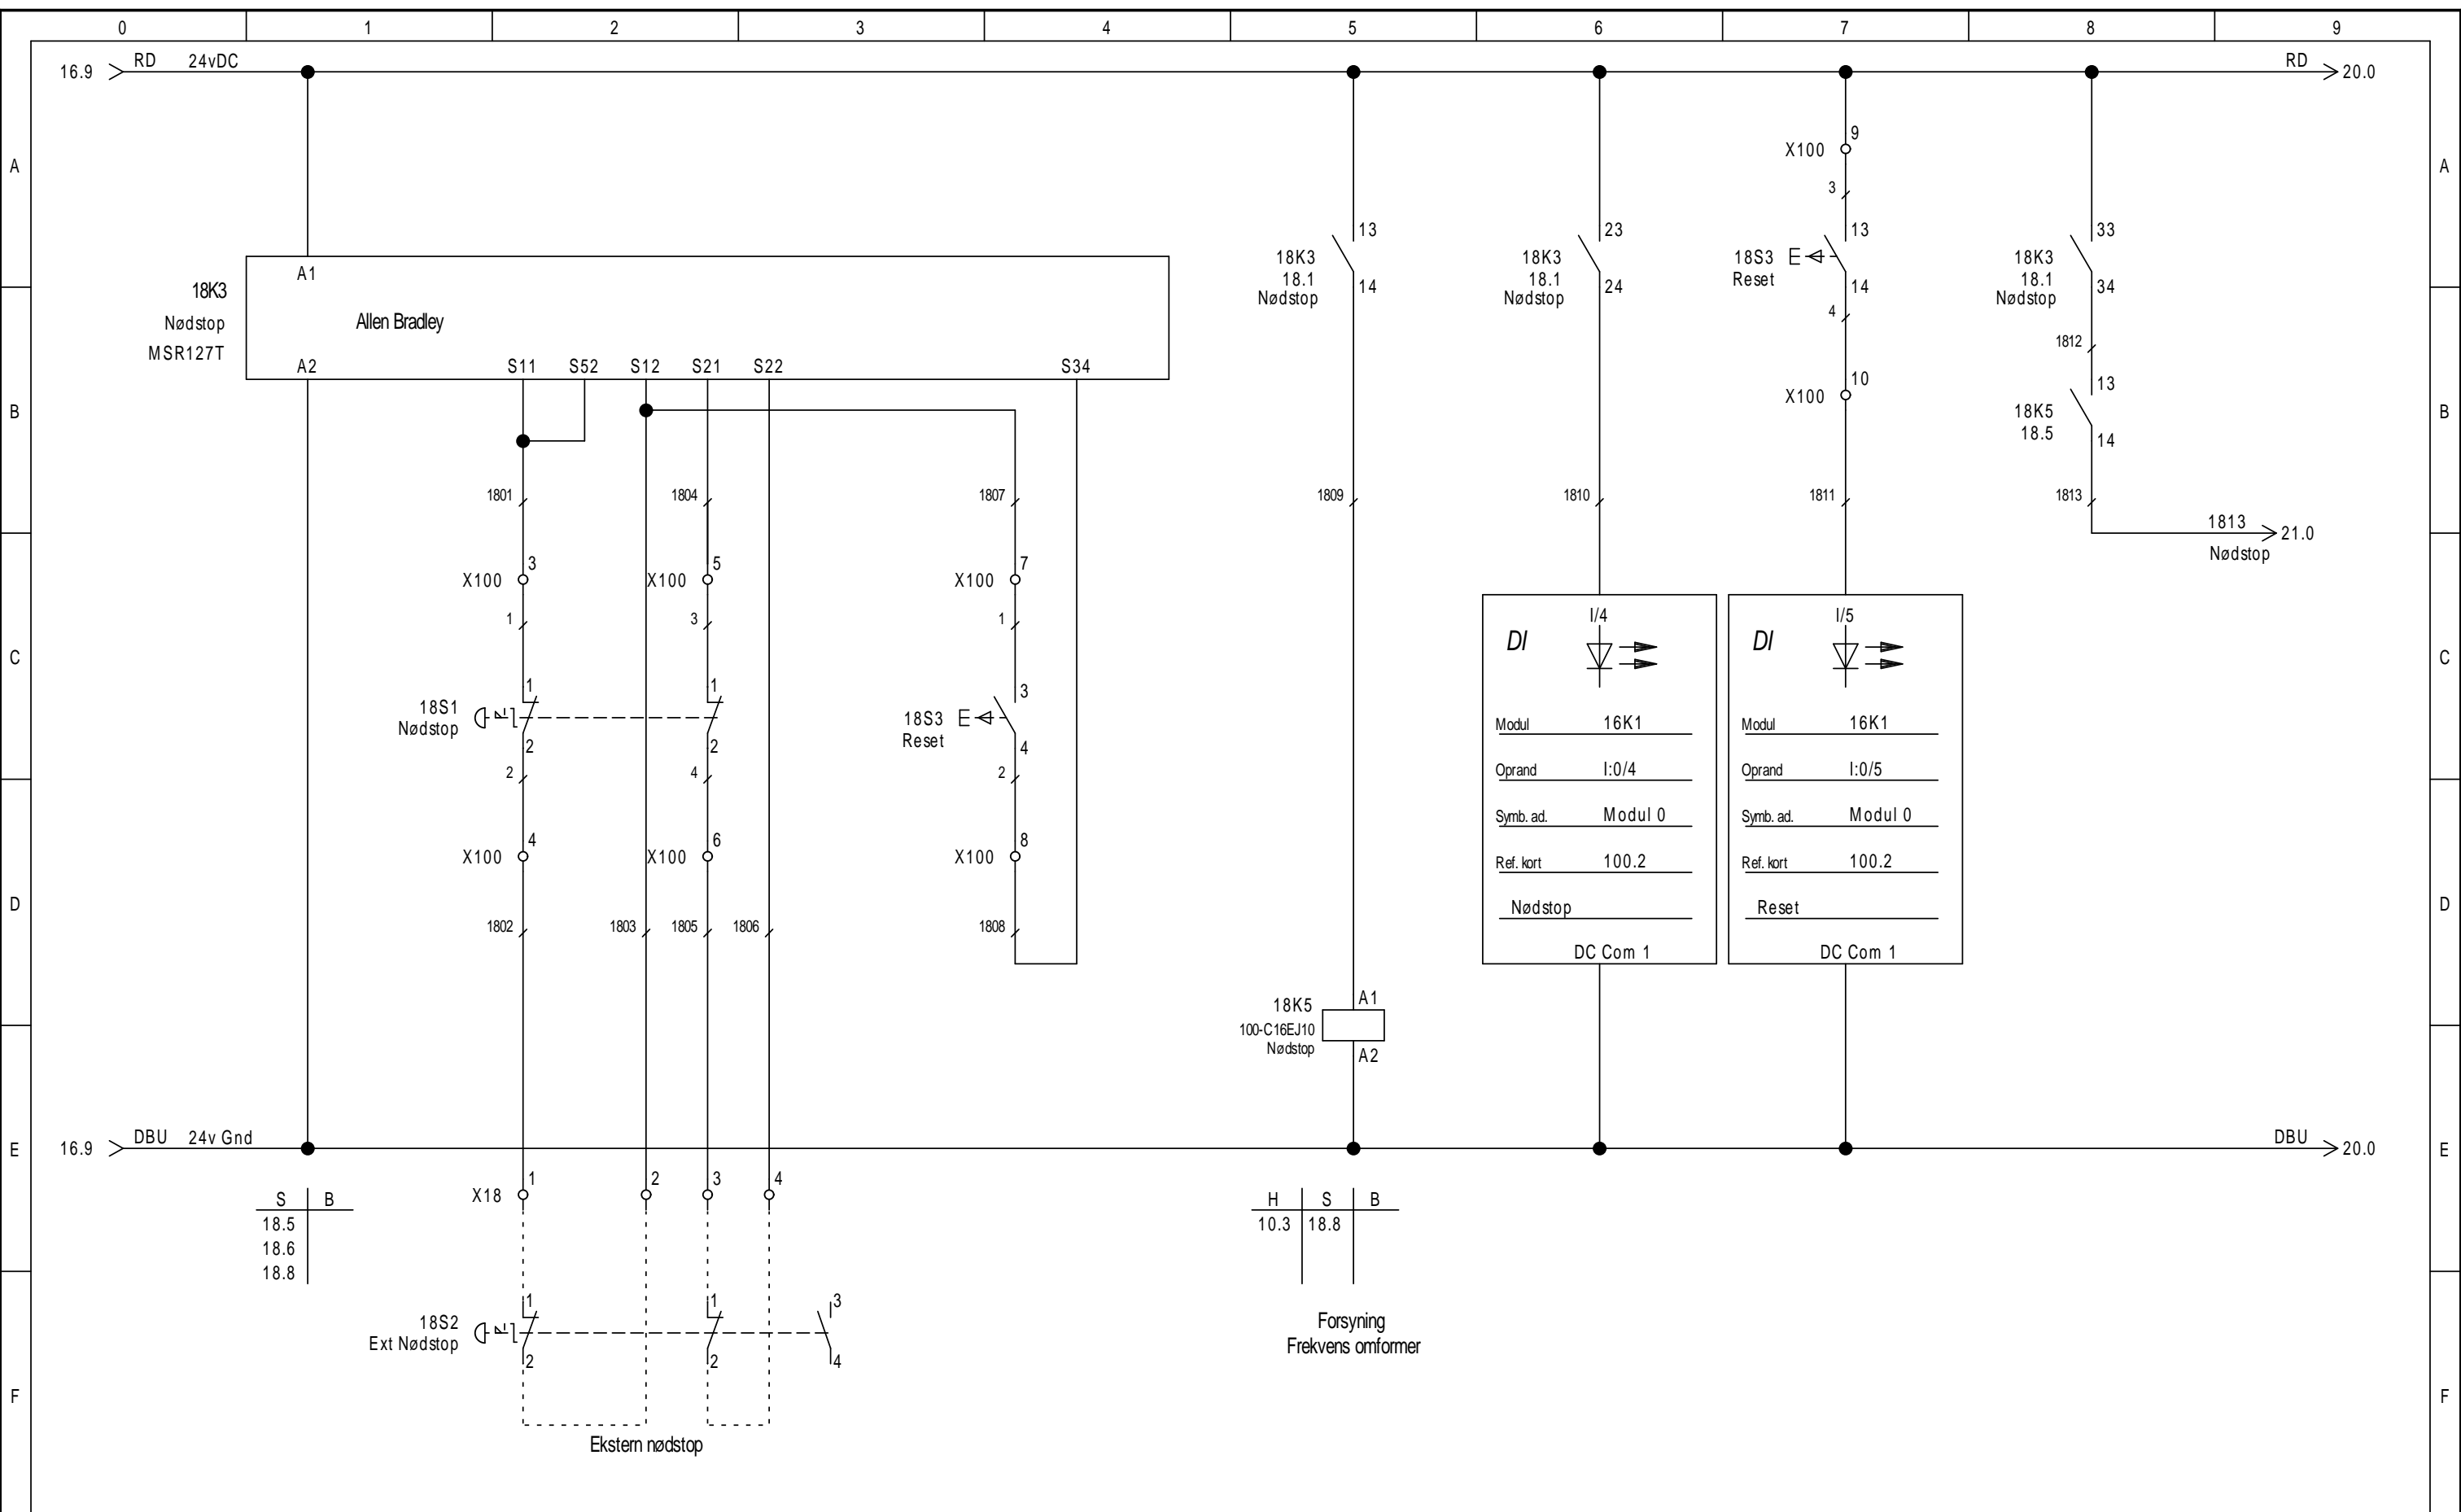 0 1 2 3 4 5 6 7 8 9
16.9 RD 24vDC RD 20.0
A A
9
X100
3
13 23 13 33
18K3 18K3 18S3 18K3
18.1 18.1 Reset 18.1
Nødstop Nødstop Nødstop
14 24 14 34
4
1812
A1
18K3
Nødstop
MSR127T
Allen Bradley
A2 S11 S52 S12 S21 S22 S34
B B
10
X100
13
18K5
18.5
14
1801 1804 1807 1809 1810 1811 1813
1813 21.0
Nødstop
3 5 7
X100 X100 X100
1 3 1
C C
1 1 3
18S1
Nødstop
18S3
Reset
2 2 4
2 4 2
4 6 8
X100 X100 X100
D D
1802 1803 1805 1806 1808
I/4
DI
Modul 16K1
Oprand I:0/4
Symb. ad. Modul 0
Ref. kort 100.2
Nødstop
DC Com 1
I/5
DI
Modul 16K1
Oprand I:0/5
Symb. ad. Modul 0
Ref. kort 100.2
Reset
DC Com 1
18K5 A1
100-C16EJ10
Nødstop A2
E E
16.9 DBU 24v Gnd DBU 20.0
X18 1 2 3 4
S B
18.5
18.6
18.8
H S B
10.3 18.8
1 1 3
18S2
Ext Nødstop
2 2 4
Forsyning
Frekvens omformer
F F
Ekstern nødstop